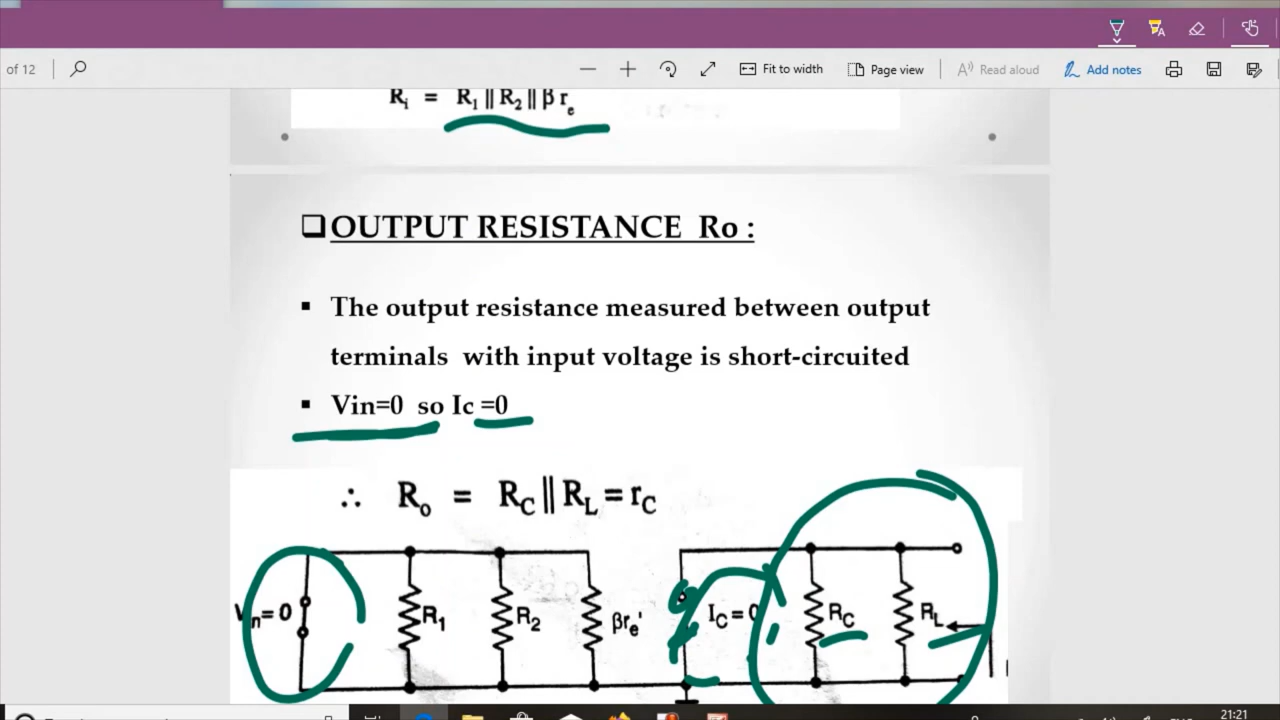 of 12
Fit to width
Page view
Read aloud
Add notes
Ri = R1 || R2 || β re
❑OUTPUT RESISTANCE Ro :
▪ The output resistance measured between output
terminals with input voltage is short-circuited
▪ Vin=0 so Ic =0
∴ Ro = RC || RL = rC
Vin = 0
R1
R2
βre'
IC = 0
RC
RL
21:21